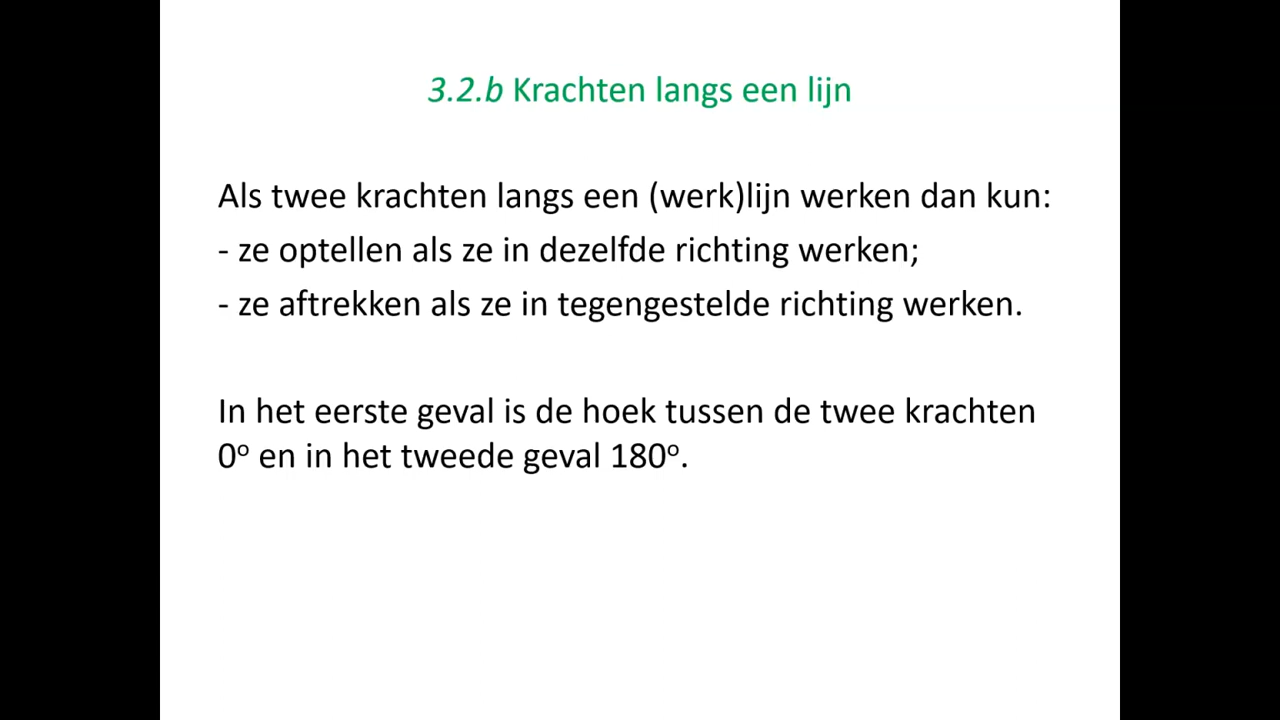 3.2.b Krachten langs een lijn
Als twee krachten langs een (werk)lijn werken dan kun:
- ze optellen als ze in dezelfde richting werken;
- ze aftrekken als ze in tegengestelde richting werken.
In het eerste geval is de hoek tussen de twee krachten
0º en in het tweede geval 180º.